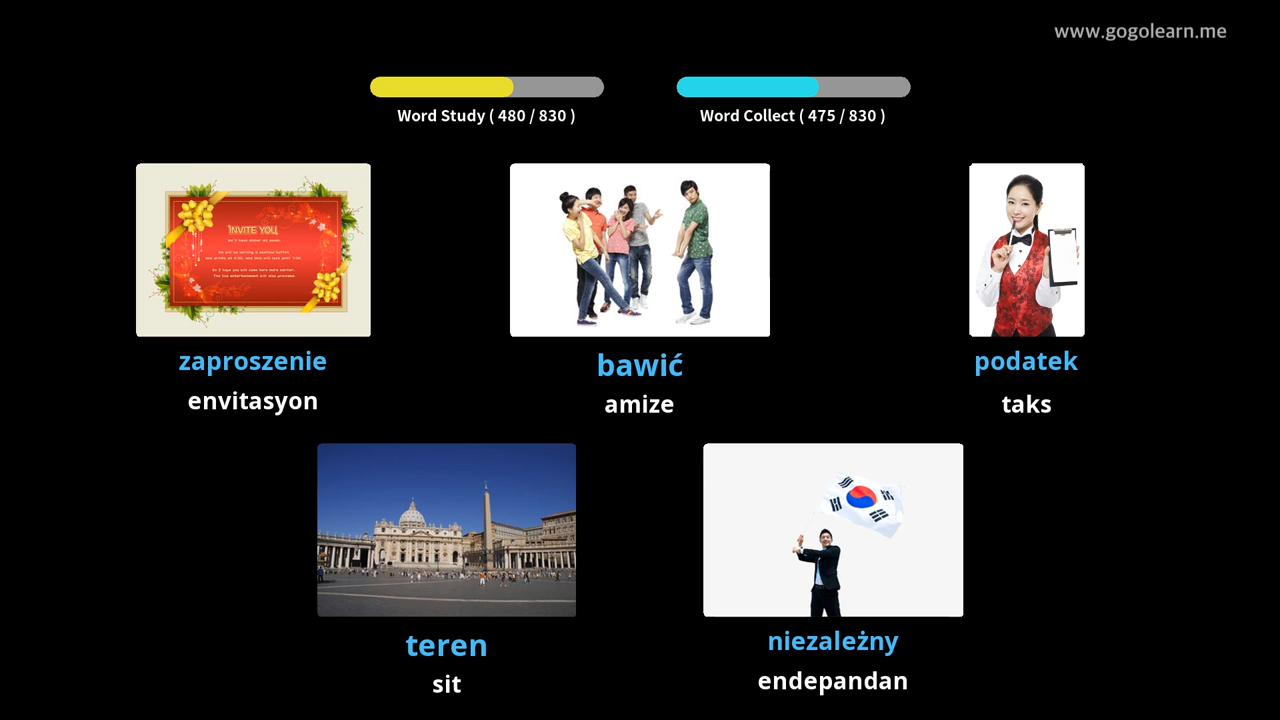 www.gogolearn.me
Word Study ( 480 / 830 )
Word Collect ( 475 / 830 )
INVITE YOU
zaproszenie
envitasyon
bawić
amize
podatek
taks
teren
sit
niezależny
endepandan